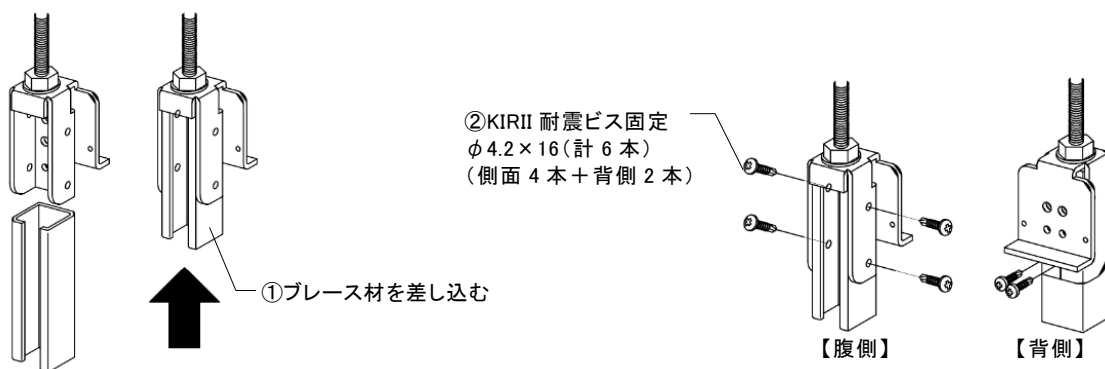 ①ブレース材を差し込む
②KIRII 耐震ビス固定
φ4.2×16(計 6 本)
(側面 4 本+背側 2 本)
【腹側】
【背側】